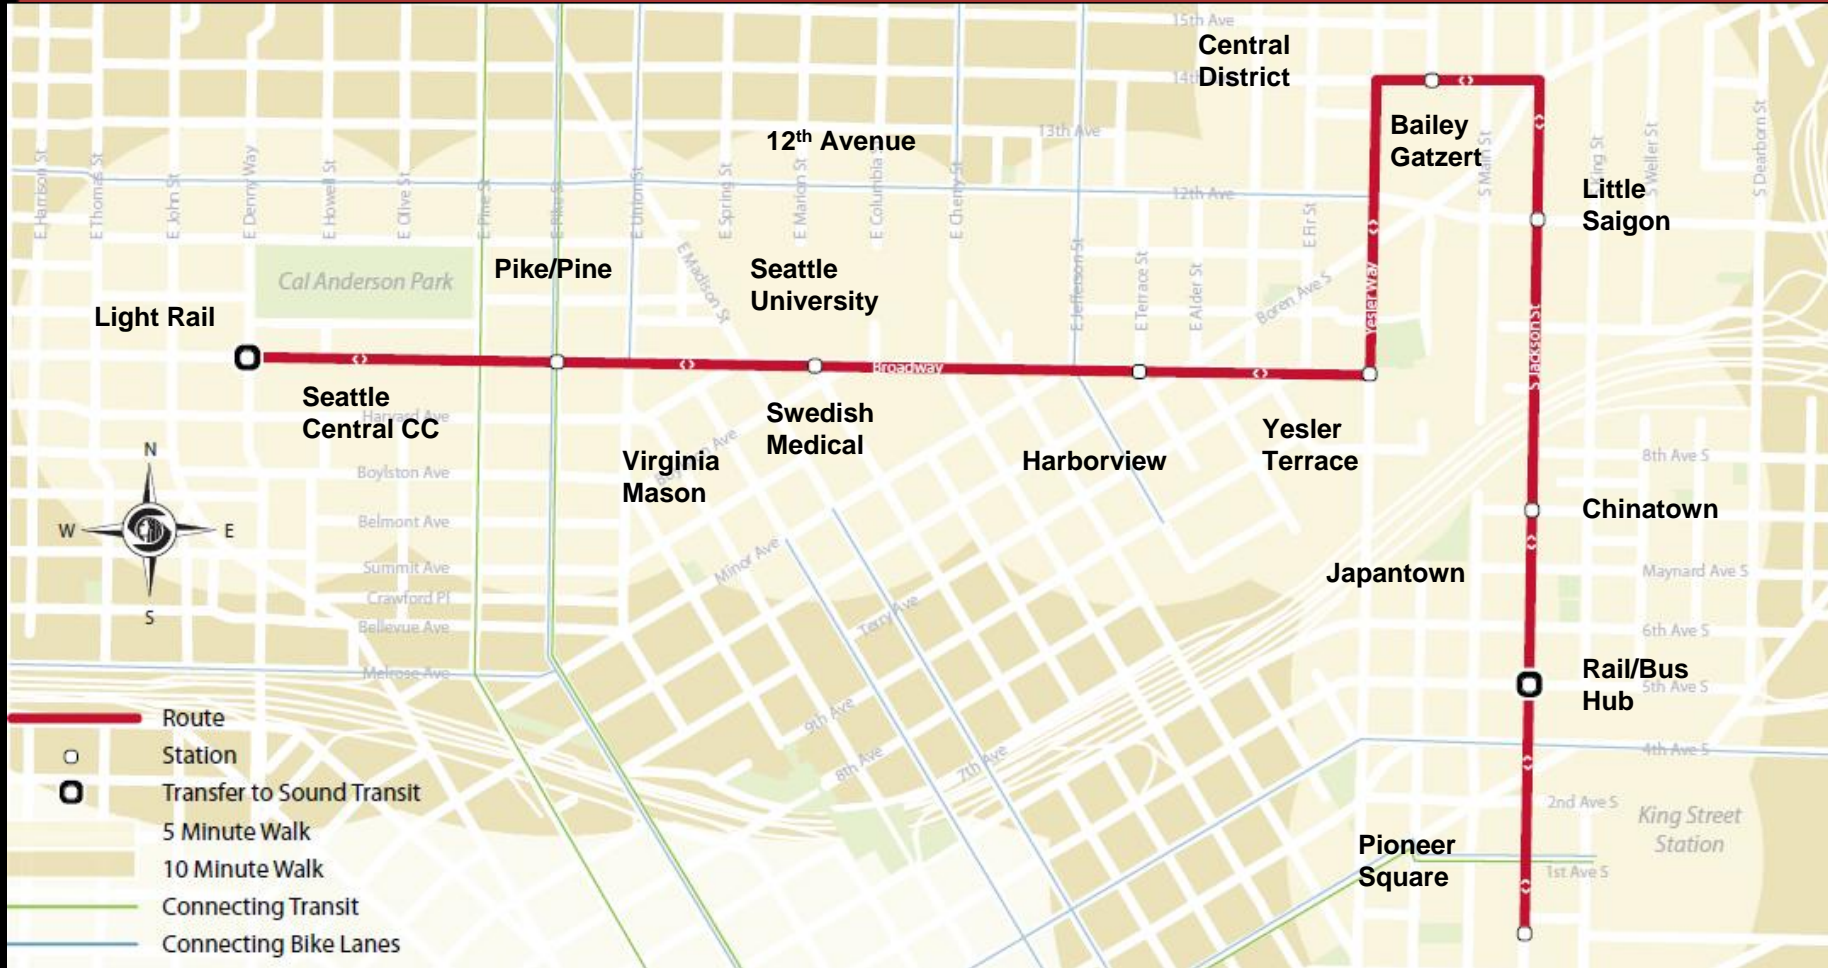 15th Ave
Central
District
14th
Bailey
Gatzert
12th Avenue
13th Ave
E Harrison St
E Thomas St
E John St
E Denny Way
E Howell St
E Olive St
E Pine St
E Pike S
E Union St
E Spring St
E Marion St
E Columbia S
E Cherry St
12th Ave
S Main St
S Weller St
S Dearborn St
Little
Saigon
E Fir St
Cal Anderson Park
Pike/Pine
E Madison St
Seattle
University
E Jefferson St
E Terrace St
E Alder St
Boren Ave S
Yesler Way
S Jackson St
Light Rail
Broadway
Seattle
Central CC
Harvard Ave
Swedish
Medical
Yesler
Terrace
Virginia
Mason
Harborview
8th Ave S
Boylston Ave
N
W
E
S
Belmont Ave
Chinatown
Minor Ave
Summit Ave
Japantown
Maynard Ave S
Crawford Pl
Terry Ave
Bellevue Ave
6th Ave S
Melrose Ave
Rail/Bus
Hub
5th Ave S
9th Ave
8th Ave
7th Ave
4th Ave S
2nd Ave S
King Street
Station
Pioneer
Square
1st Ave S
Route
Station
Transfer to Sound Transit
5 Minute Walk
10 Minute Walk
Connecting Transit
Connecting Bike Lanes